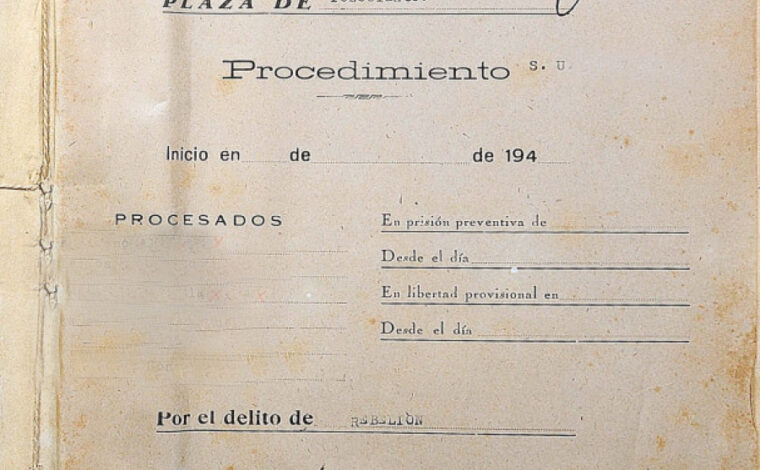 PLAZA DE
Procedimiento S. U.
Inicio en de de 194
PROCESADOS
En prisión preventiva de
Desde el día
En libertad provisional en
Desde el día
Por el delito de REBELION